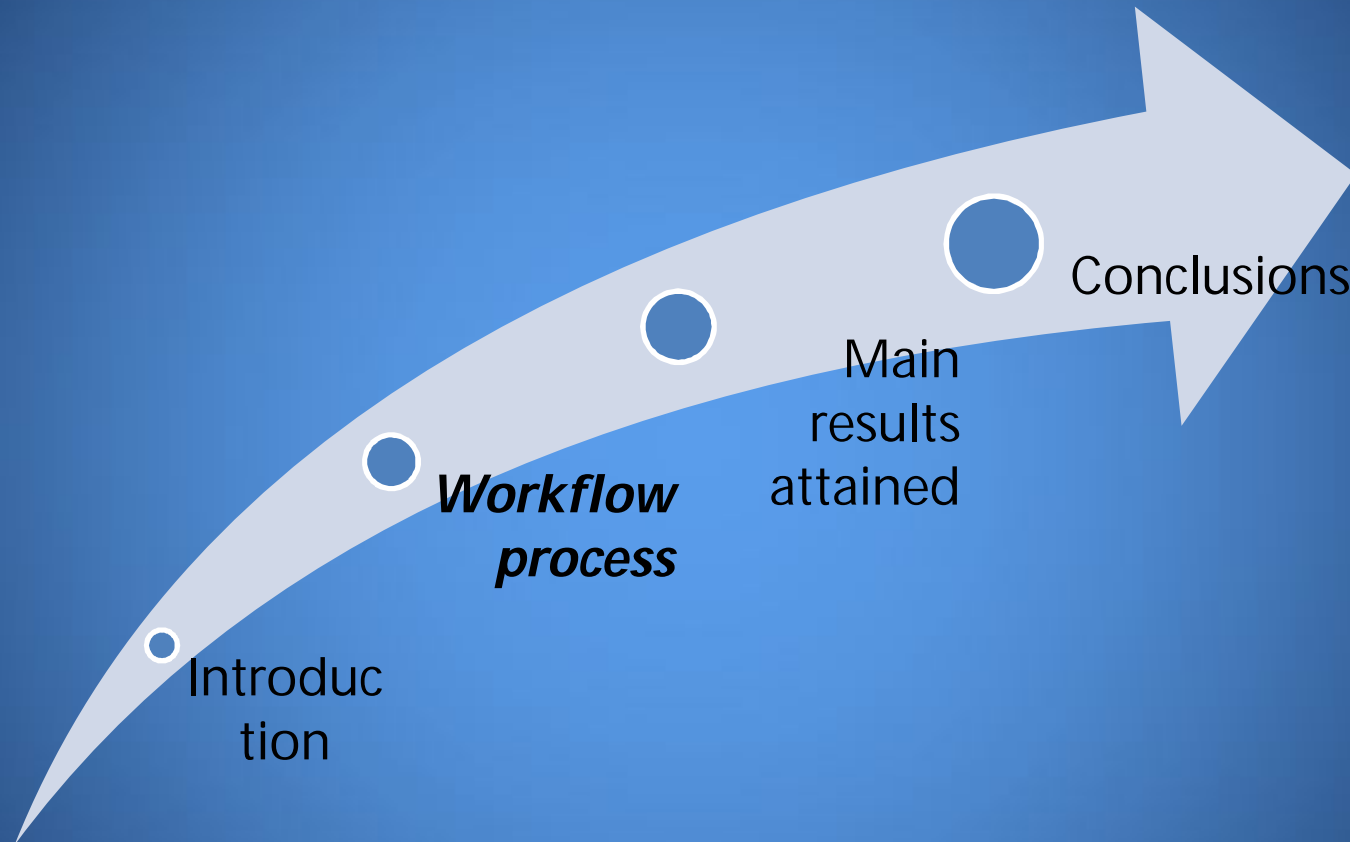 Introduc
tion
Workflow
process
Main
results
attained
Conclusions